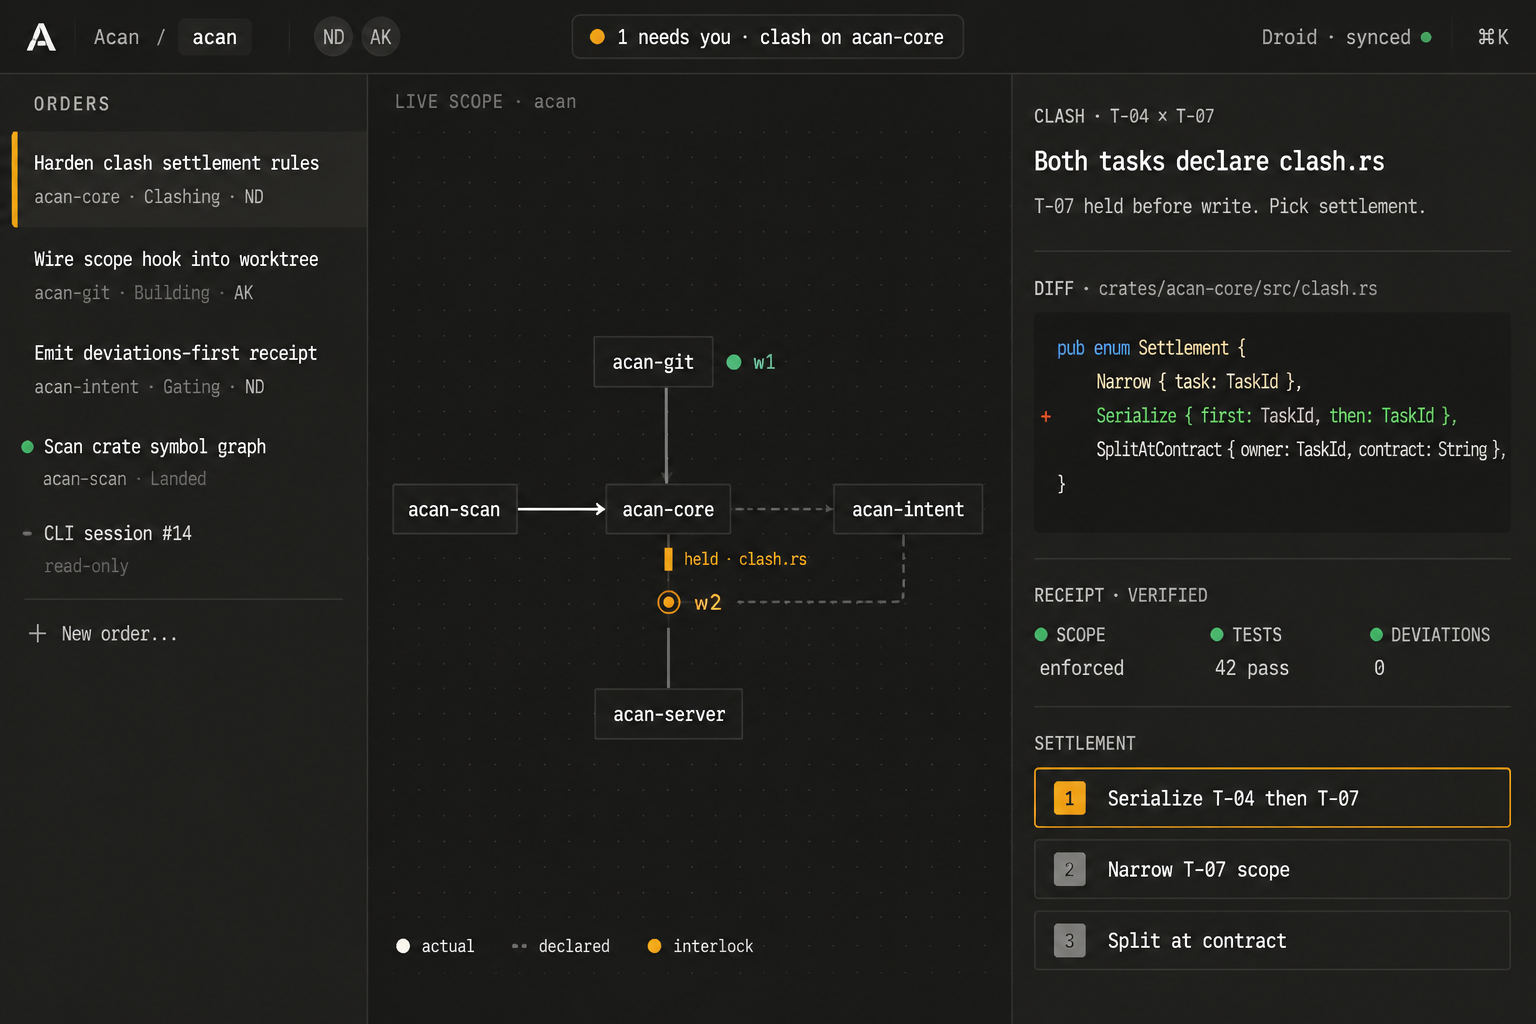 A Acan / acan ND AK
1 needs you · clash on acan-core
Droid · synced ⌘K
ORDERS
Harden clash settlement rules
acan-core · Clashing · ND
Wire scope hook into worktree
acan-git · Building · AK
Emit deviations-first receipt
acan-intent · Gating · ND
Scan crate symbol graph
acan-scan · Landed
CLI session #14
read-only
+ New order...
LIVE SCOPE · acan
acan-git w1
acan-scan acan-core acan-intent
held · clash.rs
w2
acan-server
actual declared interlock
CLASH · T-04 × T-07
Both tasks declare clash.rs
T-07 held before write. Pick settlement.
DIFF · crates/acan-core/src/clash.rs
pub enum Settlement {
Narrow { task: TaskId },
+ Serialize { first: TaskId, then: TaskId },
SplitAtContract { owner: TaskId, contract: String },
}
RECEIPT · VERIFIED
SCOPE TESTS DEVIATIONS
enforced 42 pass 0
SETTLEMENT
1 Serialize T-04 then T-07
2 Narrow T-07 scope
3 Split at contract